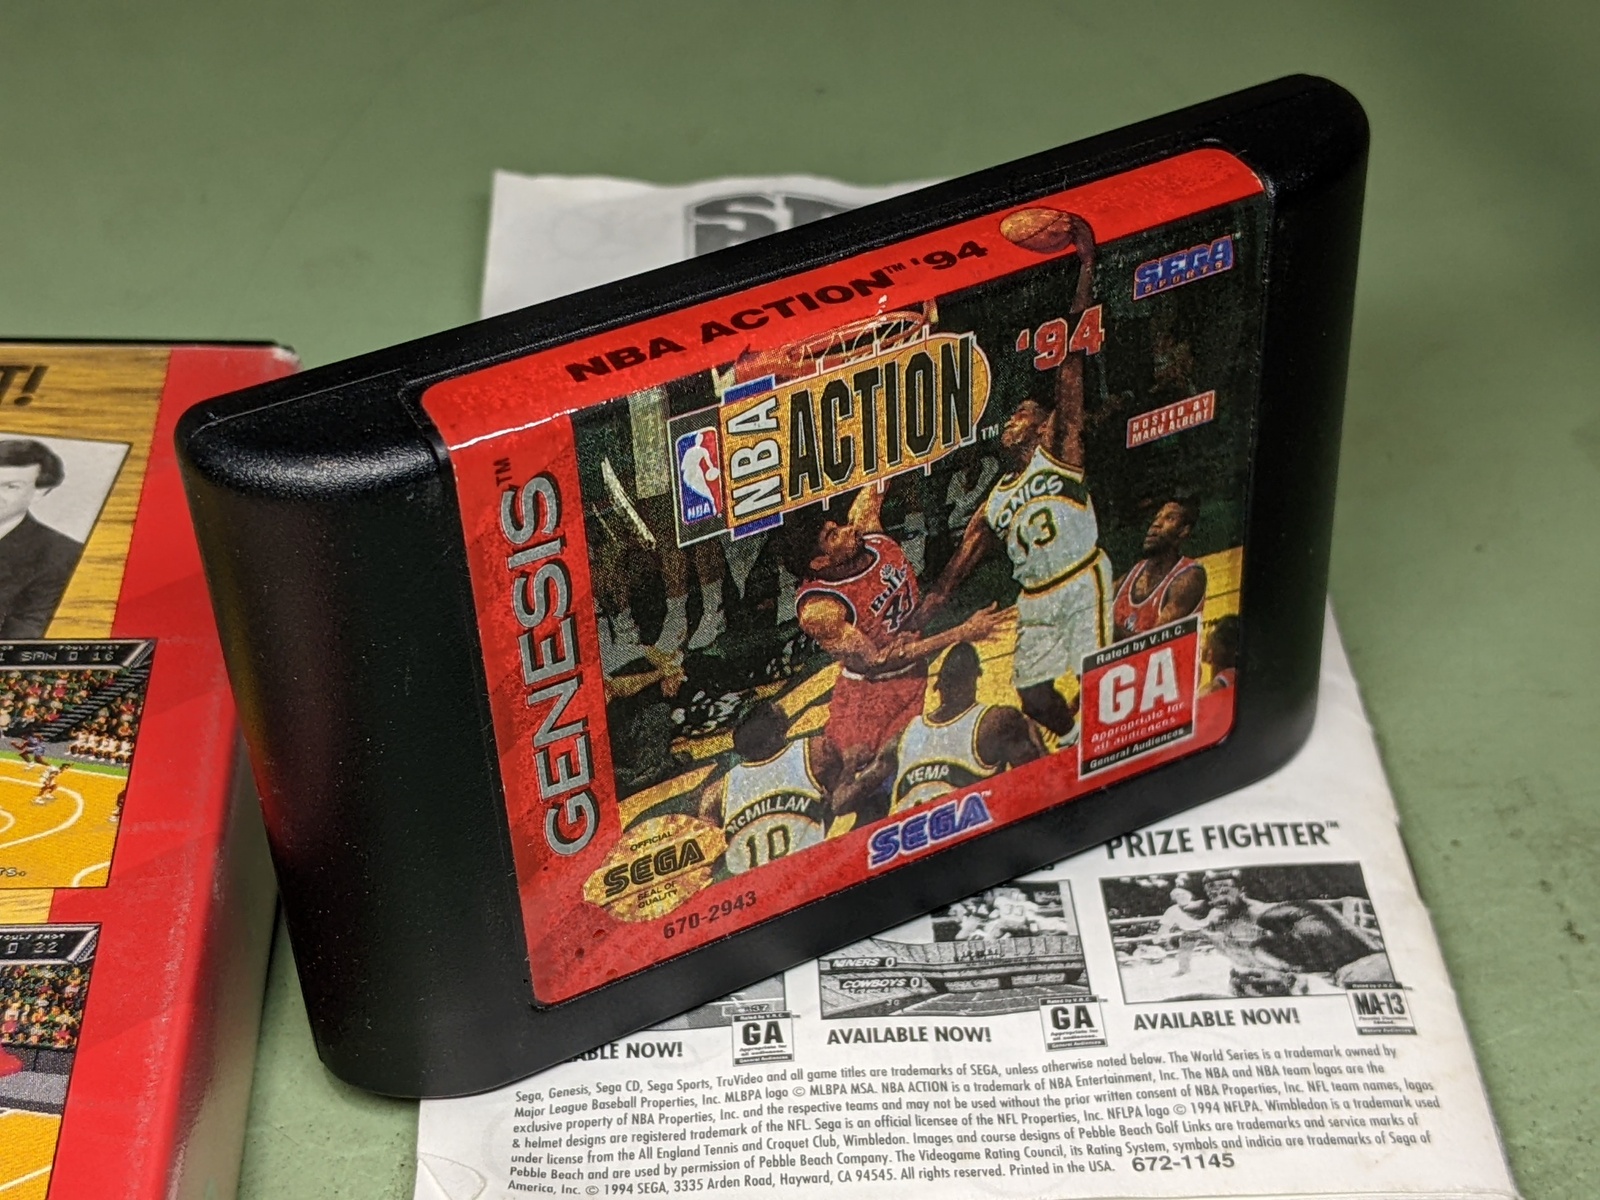 T!
SAN 0 16
0 32
NBA ACTION™ '94
SEGA
SPORTS
'94
NBA
NBA
ACTION™
HOSTED BY
MARV ALBERT
GENESIS™
ONICS
13
Bulls
Rated by V.R.C.
GA
Appropriate for
all audiences.
General Audiences
McMILLAN
10
KEMP
OFFICIAL
SEGA
SEAL OF
QUALITY
SEGA™
670-2943
PRIZE FIGHTER™
NINERS 0
COWBOYS 0
ABLE NOW!
GA
AVAILABLE NOW!
GA
AVAILABLE NOW!
MA-13
Sega, Genesis, Sega CD, Sega Sports, TruVideo and all game titles are trademarks of SEGA, unless otherwise noted below. The World Series is a trademark owned by
Major League Baseball Properties, Inc. MLBPA logo © MLBPA MSA. NBA ACTION is a trademark of NBA Entertainment, Inc. The NBA and NBA team logos are the
exclusive property of NBA Properties, Inc. and the respective teams and may not be used without the prior written consent of NBA Properties, Inc. NFL team names, logos
& helmet designs are registered trademark of the NFL. Sega is an official licensee of the NFL Properties, Inc. NFLPA logo © 1994 NFLPA. Wimbledon is a trademark used
under license from the All England Tennis and Croquet Club, Wimbledon. Images and course designs of Pebble Beach Golf Links are trademarks and service marks of
Pebble Beach and are used by permission of Pebble Beach Company. The Videogame Rating Council, its Rating System, symbols and indicia are trademarks of Sega of
America, Inc. © 1994 SEGA, 3335 Arden Road, Hayward, CA 94545. All rights reserved. Printed in the USA. 672-1145